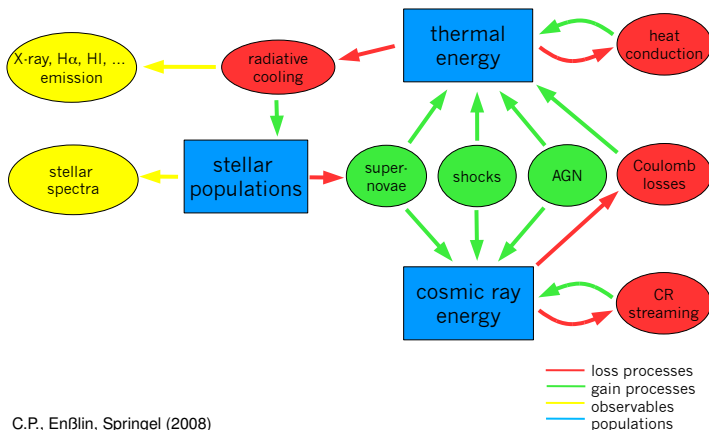 X-ray, Hα, HI, ...
emission
radiative
cooling
thermal
energy
heat
conduction
stellar
spectra
stellar
populations
super-
novae
shocks
AGN
Coulomb
losses
cosmic ray
energy
CR
streaming
loss processes
gain processes
observables
populations
C.P., Enßlin, Springel (2008)